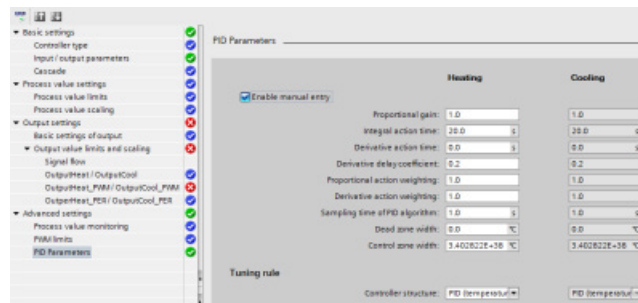 Basic settings
Controller type
Input / output parameters
Cascade
Process value settings
Process value limits
Process value scaling
Output settings
Basic settings of output
Output value limits and scaling
Signal flow
OutputHeat / OutputCool
OutputHeat_PWM / OutputCool_PWM
OutperHeat_PER / OutputCool_PER
Advanced settings
Process value monitoring
PWM limits
PID Parameters
PID Parameters
Heating Cooling
Enable manual entry
Proportional gain: 1.0 1.0
Integral action time: 20.0 s 20.0 s
Derivative action time: 0.0 s 0.0 s
Derivative delay coefficient: 0.2 0.2
Proportional action weighting: 1.0 1.0
Derivative action weighting: 1.0 1.0
Sampling time of PID algorithm: 1.0 s 1.0 s
Dead zone width: 0.0 °C 0.0 °C
Control zone width: 3.402822E+38 °C 3.402822E+38 °C
Tuning rule
Controller structure: PID (temperatur PID (temperatur